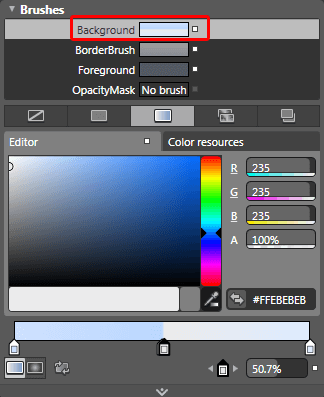 Brushes
Background
BorderBrush
Foreground
OpacityMask No brush
Editor Color resources
R 235
G 235
B 235
A 100%
#FFEBEBEB
50.7%